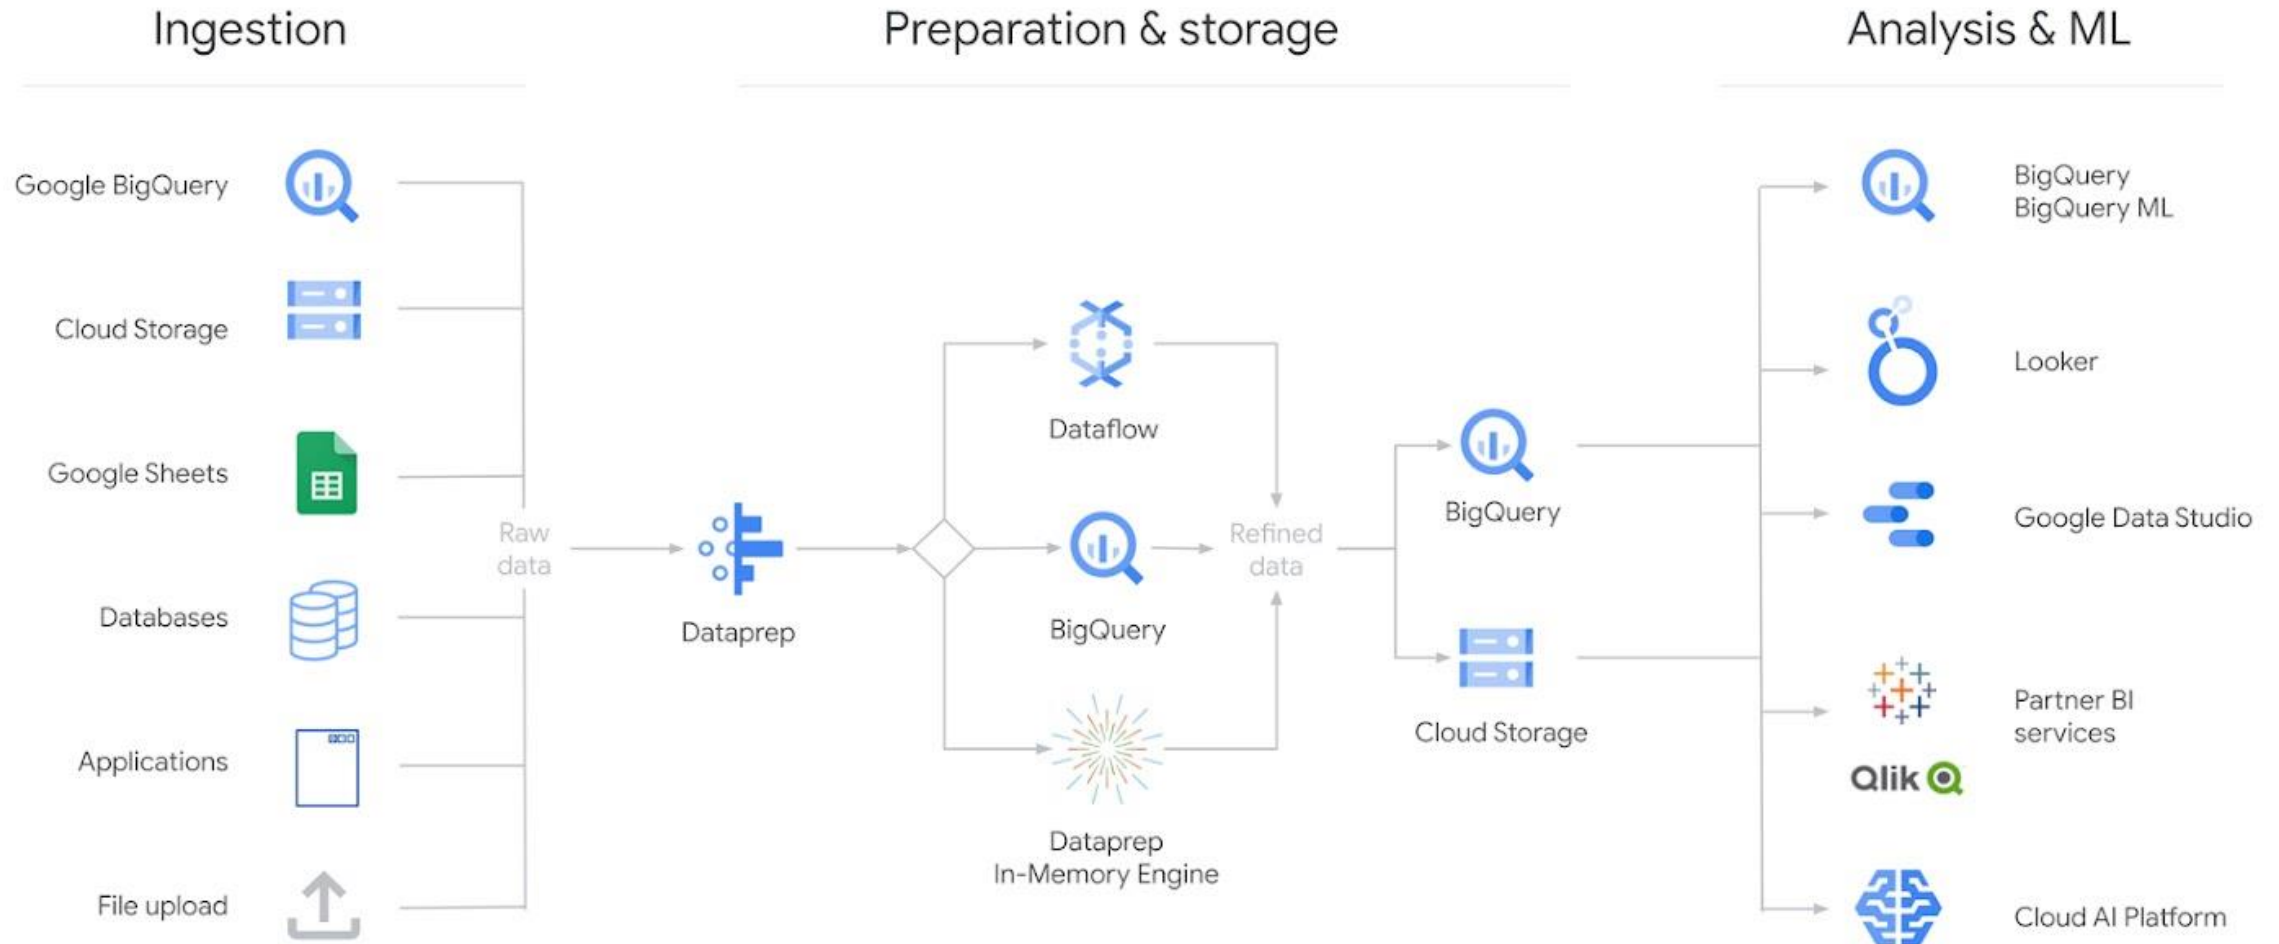 Ingestion
Preparation & storage
Analysis & ML
Google BigQuery
Cloud Storage
Google Sheets
Databases
Applications
File upload
Raw
data
Dataprep
Dataflow
BigQuery
Dataprep
In-Memory Engine
Refined
data
BigQuery
Cloud Storage
BigQuery
BigQuery ML
Looker
Google Data Studio
Partner BI
services
Qlik
Cloud AI Platform